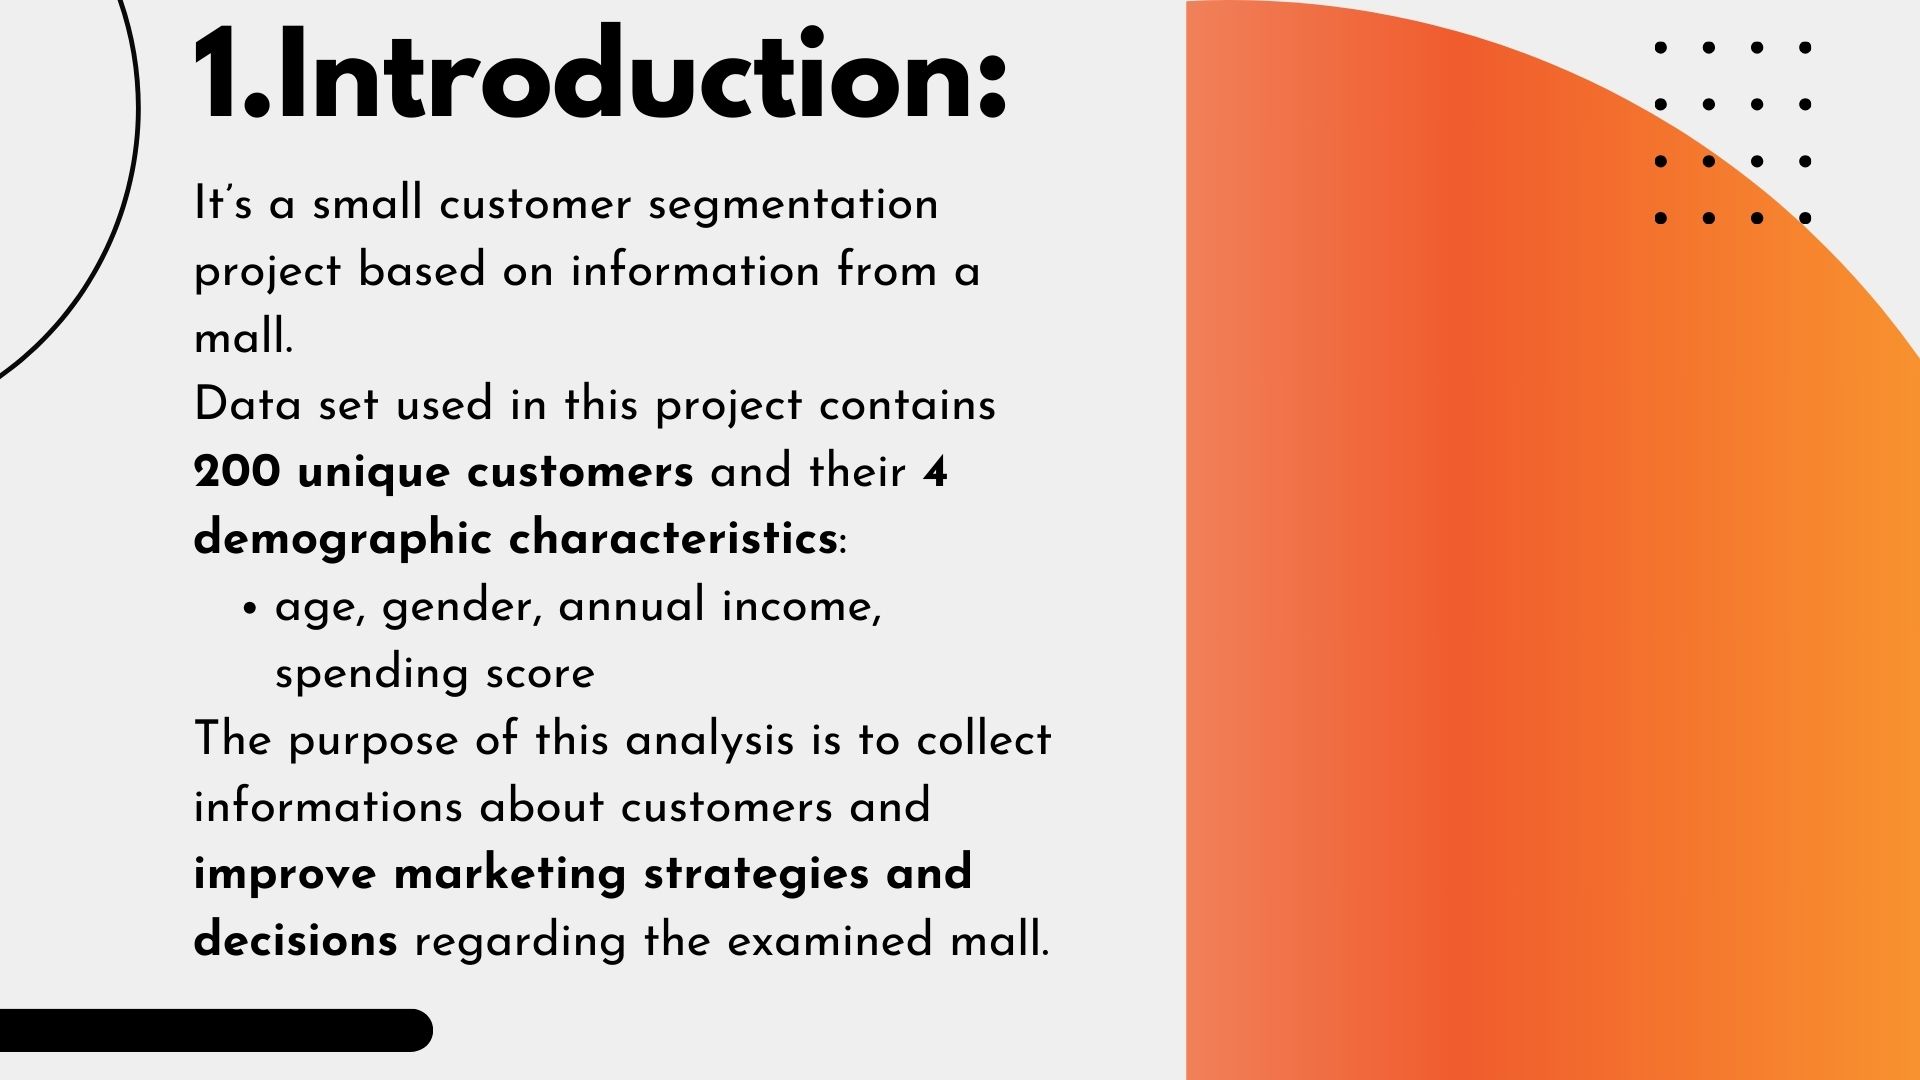 1.Introduction:
It’s a small customer segmentation
project based on information from a
mall.
Data set used in this project contains
200 unique customers and their 4
demographic characteristics:
• age, gender, annual income,
spending score
The purpose of this analysis is to collect
informations about customers and
improve marketing strategies and
decisions regarding the examined mall.